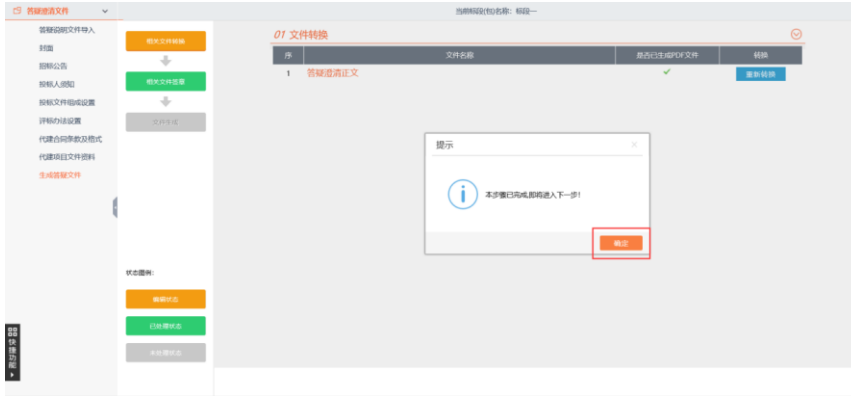 答疑澄清文件
当前标段(包)名称: 标段一
答疑说明文件导入
封面
招标公告
投标人须知
投标文件组成设置
评标办法设置
代建合同条款及格式
代建项目文件资料
生成答疑文件
相关文件转换
相关文件签章
文件生成
状态图例:
编辑状态
已处理状态
未处理状态
01 文件转换
序 文件名称 是否已生成PDF文件 转换
1 答疑澄清正文 重新转换
提示
本步骤已完成,即将进入下一步!
确定
快捷功能